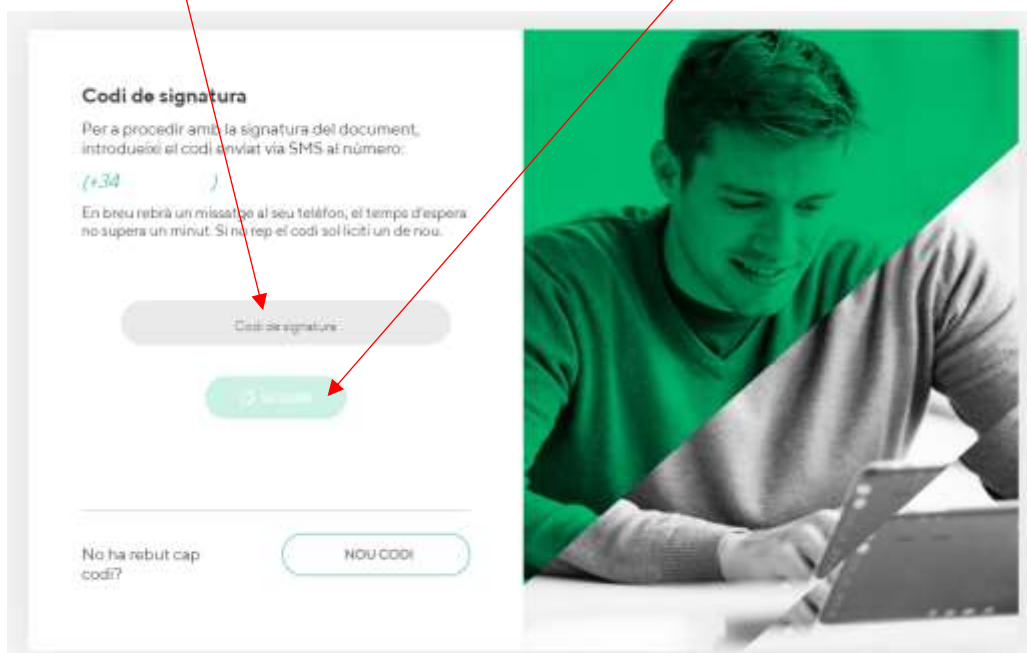 Codi de signatura
Per a procedir amb la signatura del document,
introdueixi el codi enviat via SMS al número:
(+34 )
En breu rebrà un missatge al seu telèfon, el temps d'espera
no supera un minut. Si no rep el codi sol·liciti un de nou.
Codi de signatura
No ha rebut cap
codi?
NOU CODI